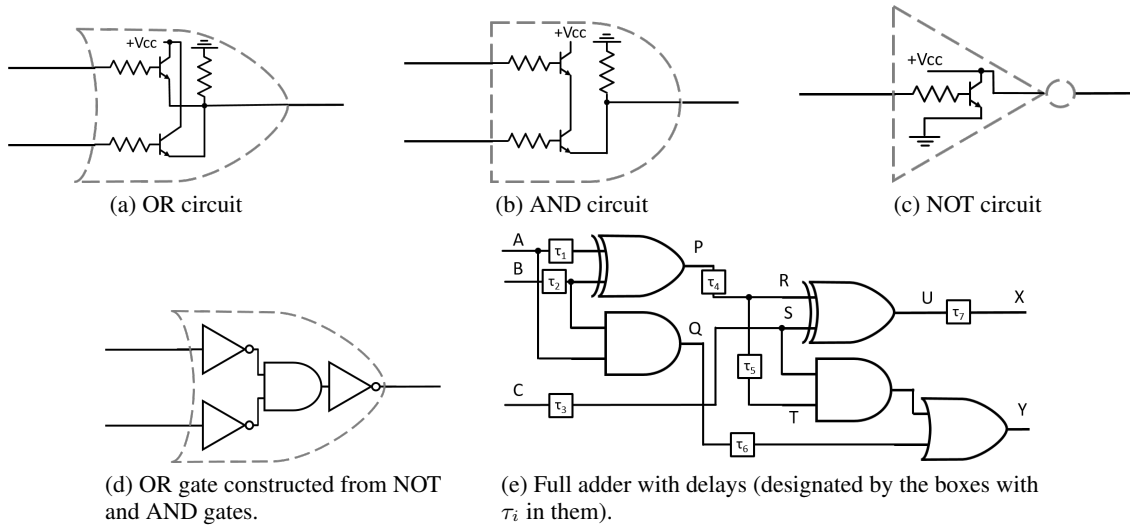 +Vcc
(a) OR circuit
+Vcc
(b) AND circuit
+Vcc
(c) NOT circuit
(d) OR gate constructed from NOT
and AND gates.
A
τ1
B
τ2
P
τ4
Q
C
τ3
R
S
τ5
T
τ6
U
τ7
X
Y
(e) Full adder with delays (designated by the boxes with
τi in them).